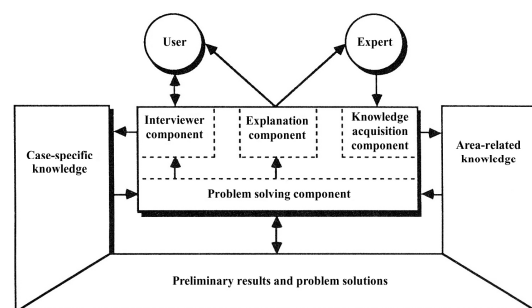 User
Expert
Interviewer
component
Explanation
component
Knowledge
acquisition
component
Case-specific
knowledge
Area-related
knowledge
Problem solving component
Preliminary results and problem solutions